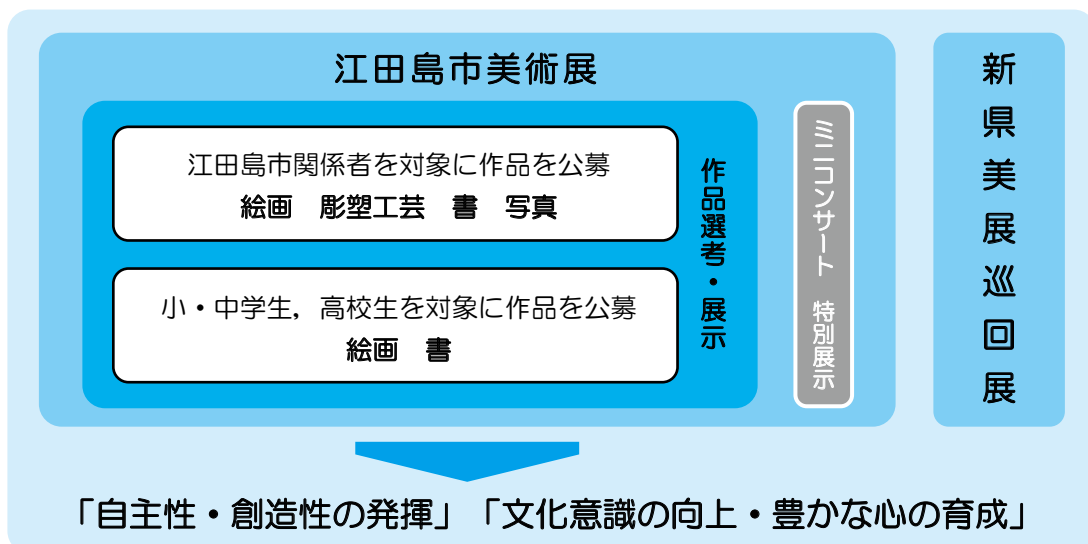 江田島市美術展
江田島市関係者を対象に作品を公募
絵画　彫塑工芸　書　写真
小・中学生，高校生を対象に作品を公募
絵画　書
作品選考・展示
ミニコンサート　特別展示
新県美展巡回展
「自主性・創造性の発揮」「文化意識の向上・豊かな心の育成」